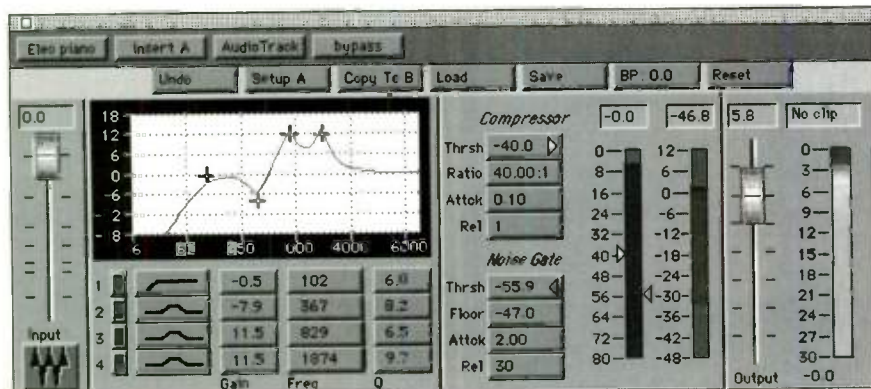 Elec piano Insert A AudioTrack bypass
Undo Setup A Copy To B Load Save BP: 0.0 Reset
0.0
18
12
6
0
-6
-2
-8
6 250 1000 4000 6000
1 -0.5 102 6.0
2 -7.9 367 8.2
3 11.5 829 6.5
4 11.5 1874
Gain Freq Q
Input
Compressor
Thrsh -40.0
Ratio 40.00:1
Attck 0.10
Rel 1
Noise Gate
Thrsh -55.9
Floor -47.0
Attck 2.00
Rel 30
-0.0 -46.8
0
8
16
24
32
40
48
56
64
72
80
12
6
0
-6
-12
-18
-24
-30
-36
-42
-48
5.8 No clip
0
3
6
9
12
15
18
21
24
27
30
Output -0.0